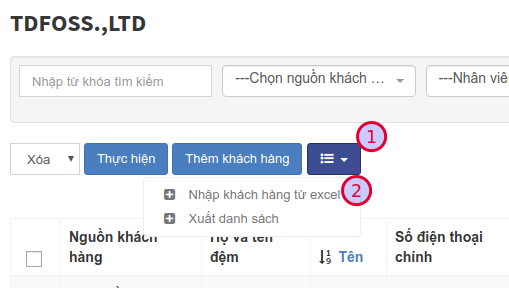 TDFOSS.,LTD
Nhập từ khóa tìm kiếm ---Chọn nguồn khách ... ---Nhân viê
Xóa Thực hiện Thêm khách hàng 1
Nhập khách hàng từ excel 2
Xuất danh sách
Nguồn khách hàng Họ và tên đệm Tên Số điện thoại chính